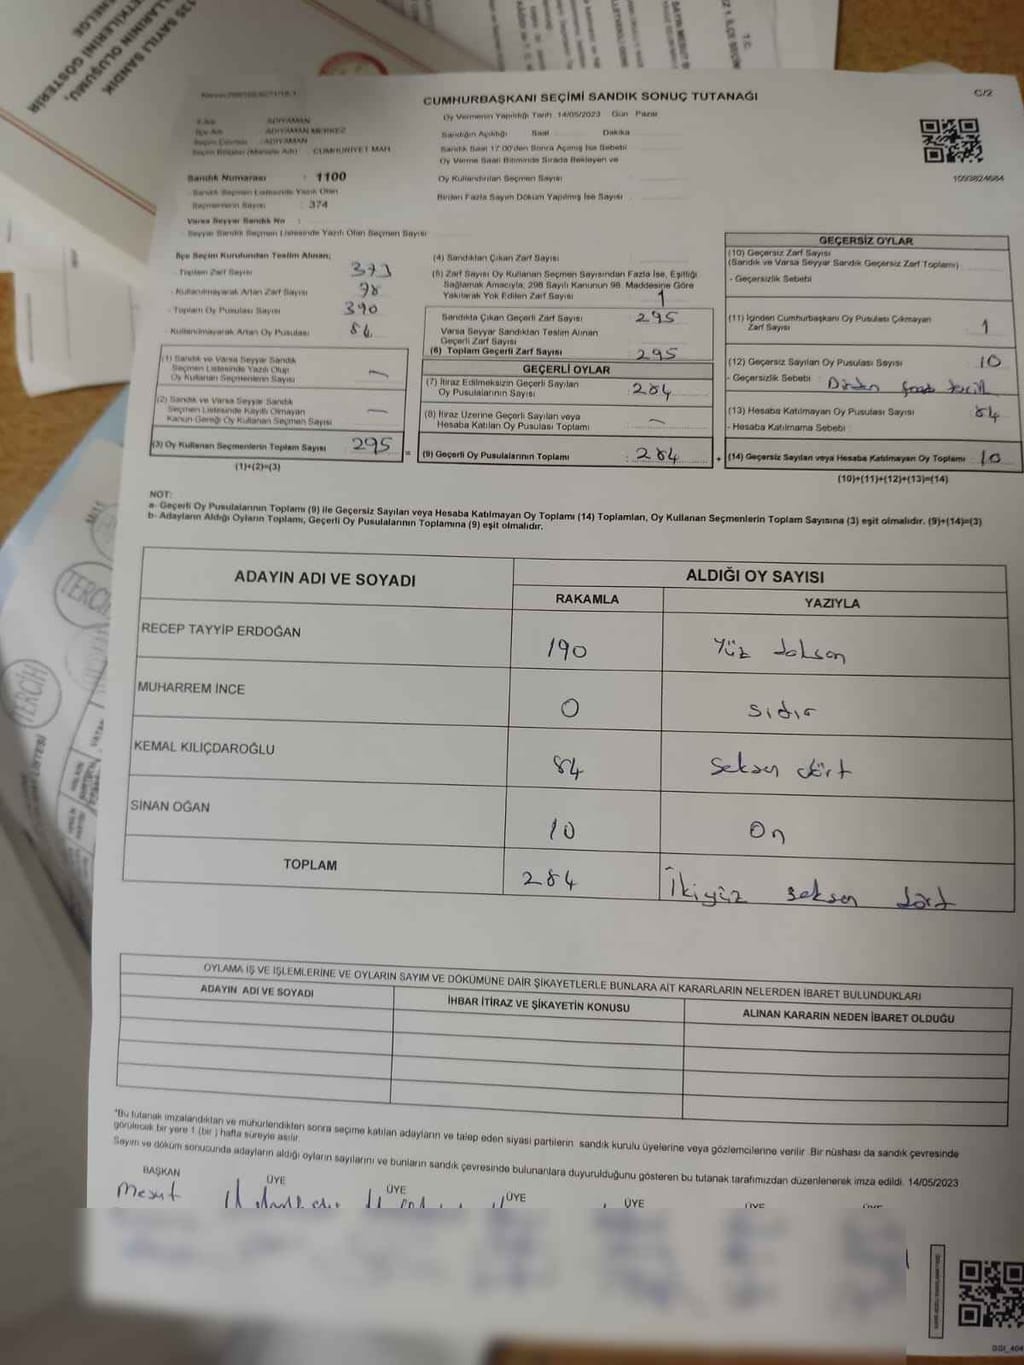 135 SAYILI SANDIK
OLUŞUMU,
GÖSTERİR
T.C.
CUMHURBAŞKANI SEÇİMİ SANDIK SONUÇ TUTANAĞI
C/2
Oy Vermenin Yapıldığı Tarih 14/05/2023 Gün Pazar
ADIYAMAN
ADIYAMAN MERKEZ
ADIYAMAN
CUMHURİYET MAH.
Sandığın Açıldığı Saat Dakika
Sandık Saat 17:00'den Sonra Açılmış İse Sebebi
Oy Verme Saati Bitiminde Sırada Bekleyen ve
Oy Kullandırılan Seçmen Sayısı
Birden Fazla Sayım Döküm Yapılmış İse Sayısı
1093824684
Sandık Numarası : 1100
Sandık Seçmen Listesinde Yazılı Olan
Seçmenlerin Sayısı : 374
Varsa Seyyar Sandık No :
Seyyar Sandık Seçmen Listesinde Yazılı Olan Seçmen Sayısı
İlçe Seçim Kurulundan Teslim Alınan;
- Toplam Zarf Sayısı 373
- Kullanılmayarak Artan Zarf Sayısı 78
- Toplam Oy Pusulası Sayısı 390
- Kullanılmayarak Artan Oy Pusulası 84
(1) Sandık ve Varsa Seyyar Sandık
Seçmen Listesinde Yazılı Olup
Oy Kullanan Seçmenlerin Sayısı —
(2) Sandık ve Varsa Seyyar Sandık
Seçmen Listesinde Kayıtlı Olmayan
Kanun Gereği Oy Kullanan Seçmen Sayısı —
(3) Oy Kullanan Seçmenlerin Toplam Sayısı 295
(1)+(2)=(3)
(4) Sandıktan Çıkan Zarf Sayısı
(5) Zarf Sayısı Oy Kullanan Seçmen Sayısından Fazla İse, Eşitliği
Sağlamak Amacıyla, 298 Sayılı Kanunun 98. Maddesine Göre
Yakılarak Yok Edilen Zarf Sayısı 1
Sandıkta Çıkan Geçerli Zarf Sayısı : 295
Varsa Seyyar Sandıktan Teslim Alınan
Geçerli Zarf Sayısı
(6) Toplam Geçerli Zarf Sayısı 295
GEÇERLİ OYLAR
(7) İtiraz Edilmeksizin Geçerli Sayılan
Oy Pusulalarının Sayısı : 284
(8) İtiraz Üzerine Geçerli Sayılan veya
Hesaba Katılan Oy Pusulası Toplamı : —
(9) Geçerli Oy Pusulalarının Toplamı : 284
GEÇERSİZ OYLAR
(10) Geçersiz Zarf Sayısı
(Sandık ve Varsa Seyyar Sandık Geçersiz Zarf Toplamı)
- Geçersizlik Sebebi :
(11) İçinden Cumhurbaşkanı Oy Pusulası Çıkmayan
Zarf Sayısı 1
(12) Geçersiz Sayılan Oy Pusulası Sayısı 10
- Geçersizlik Sebebi : Birden fazla tercih
(13) Hesaba Katılmayan Oy Pusulası Sayısı 84
- Hesaba Katılmama Sebebi :
(14) Geçersiz Sayılan veya Hesaba Katılmayan Oy Toplamı 10
(10)+(11)+(12)+(13)=(14)
NOT:
a- Geçerli Oy Pusulalarının Toplamı (9) ile Geçersiz Sayılan veya Hesaba Katılmayan Oy Toplamı (14) Toplamları, Oy Kullanan Seçmenlerin Toplam Sayısına (3) eşit olmalıdır. (9)+(14)=(3)
b- Adayların Aldığı Oyların Toplamı, Geçerli Oy Pusulalarının Toplamına (9) eşit olmalıdır.
ADAYIN ADI VE SOYADI
ALDIĞI OY SAYISI
RAKAMLA YAZIYLA
RECEP TAYYİP ERDOĞAN 190 Yüz doksan
MUHARREM İNCE 0 Sıfır
KEMAL KILIÇDAROĞLU 84 Seksen dört
SİNAN OĞAN 10 On
TOPLAM 284 İkiyüz seksen dört
OYLAMA İŞ VE İŞLEMLERİNE VE OYLARIN SAYIM VE DÖKÜMÜNE DAİR ŞİKAYETLERLE BUNLARA AİT KARARLARIN NELERDEN İBARET BULUNDUKLARI
ADAYIN ADI VE SOYADI İHBAR İTİRAZ VE ŞİKAYETİN KONUSU ALINAN KARARIN NEDEN İBARET OLDUĞU
*Bu tutanak imzalandıktan ve mühürlendikten sonra seçime katılan adayların ve talep eden siyasi partilerin sandık kurulu üyelerine veya gözlemcilerine verilir. Bir nüshası da sandık çevresinde
görülecek bir yere 1 (bir) hafta süreyle asılır.
Sayım ve döküm sonucunda adayların aldığı oyların sayılarını ve bunların sandık çevresinde bulunanlara duyurulduğunu gösteren bu tutanak tarafımızdan düzenlenerek imza edildi. 14/05/2023
BAŞKAN ÜYE ÜYE ÜYE ÜYE ÜYE
Mesut
TERCİH
TERCİH